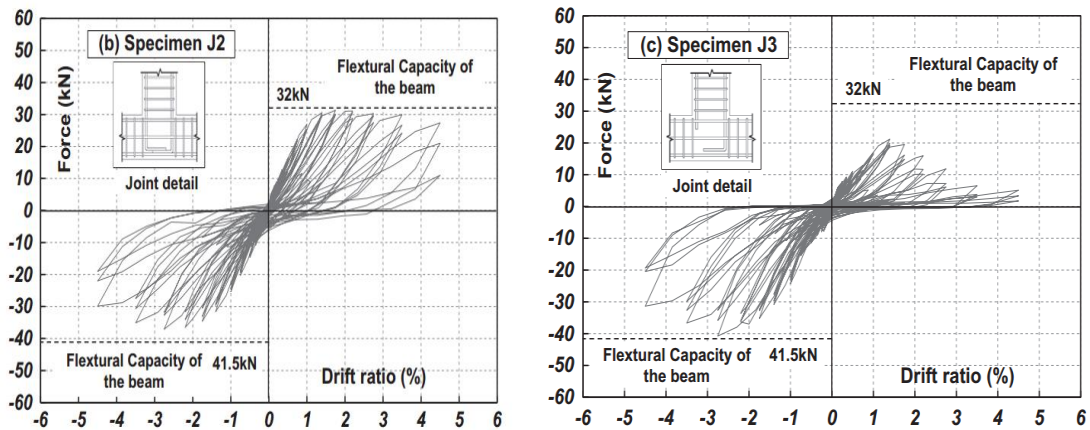 60
50
40
30
20
10
0
-10
-20
-30
-40
-50
-60
Force (kN)
(b) Specimen J2
Joint detail
Flextural Capacity of
the beam
32kN
Flextural Capacity of
the beam
41.5kN
Drift ratio (%)
-6 -5 -4 -3 -2 -1 0 1 2 3 4 5 6
60
50
40
30
20
10
0
-10
-20
-30
-40
-50
-60
Force (kN)
(c) Specimen J3
Joint detail
Flextural Capacity of
the beam
32kN
Flextural Capacity of
the beam
41.5kN
Drift ratio (%)
-6 -5 -4 -3 -2 -1 0 1 2 3 4 5 6